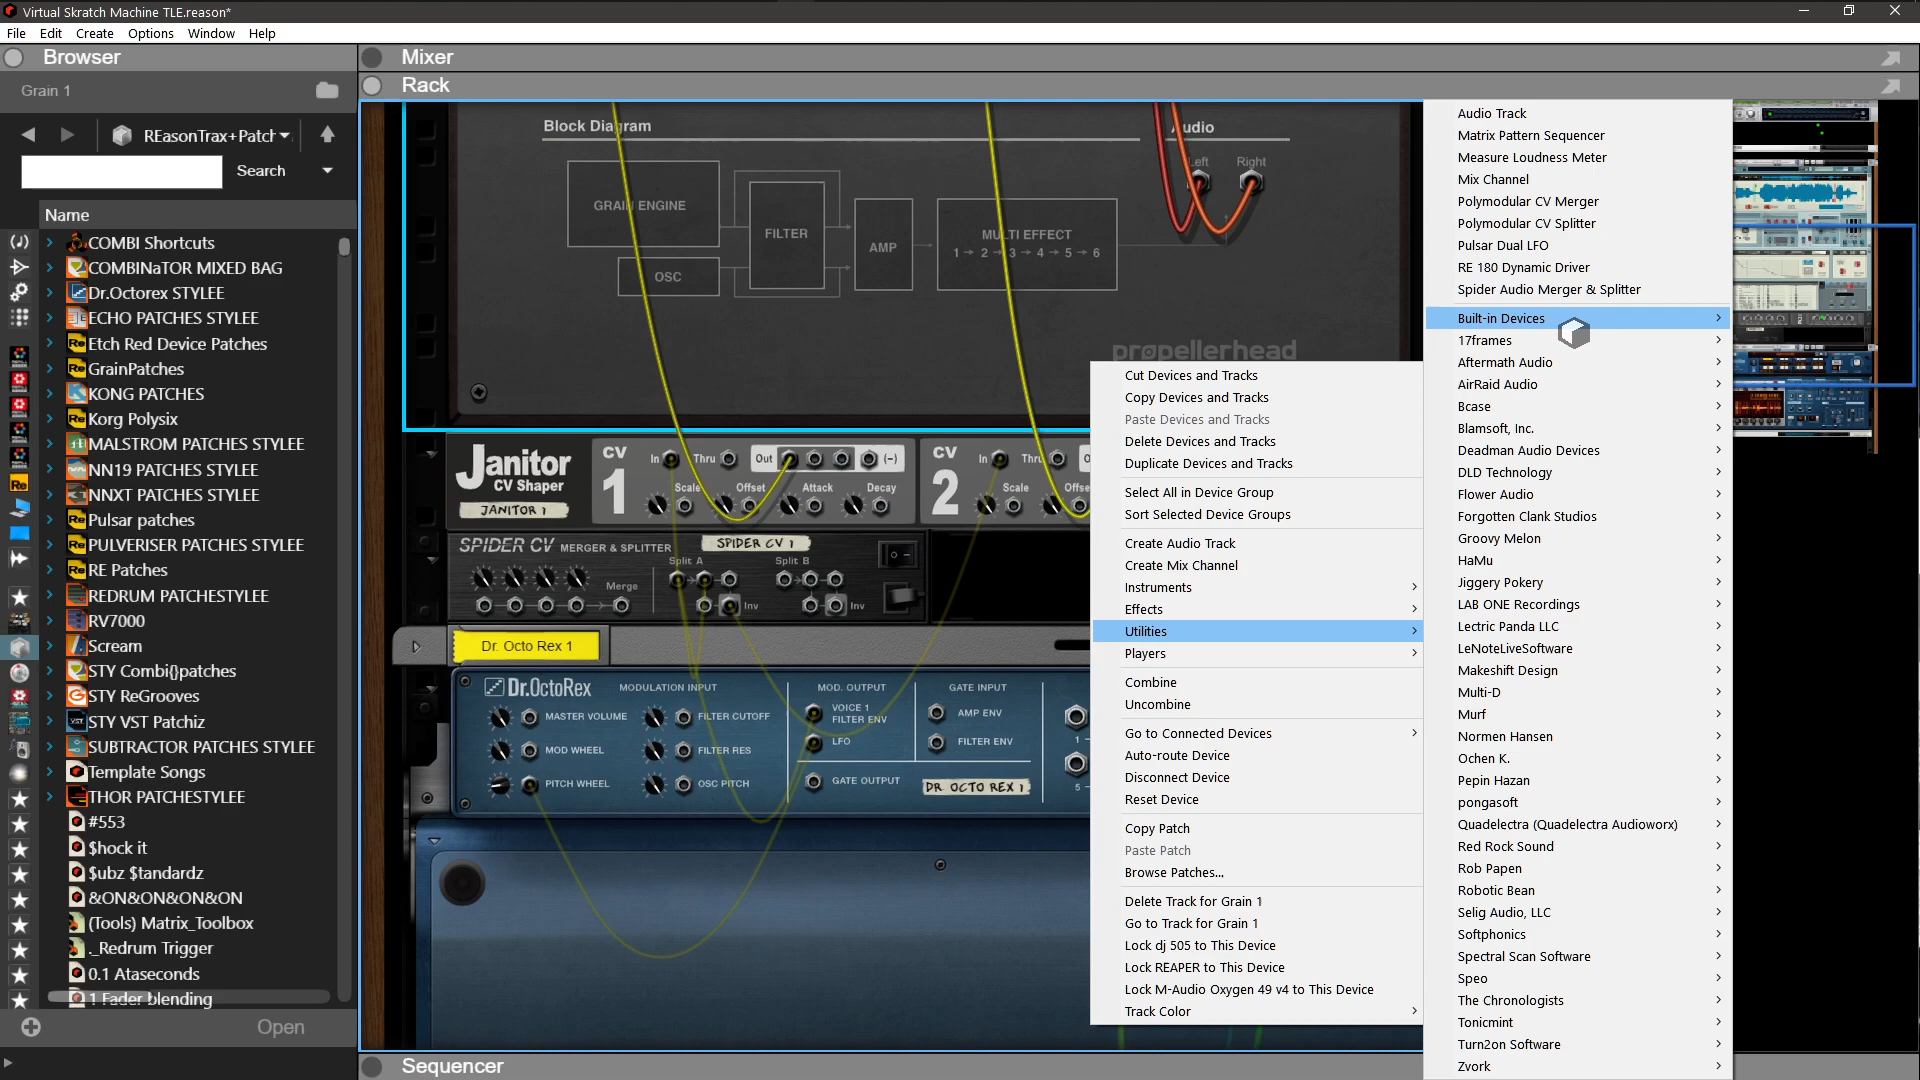 Virtual Skratch Machine TLE.reason*
File Edit Create Options Window Help
Browser
Grain 1
REasonTrax+Patch
Search
Name
COMBI Shortcuts
COMBINaTOR MIXED BAG
Dr.Octorex STYLEE
ECHO PATCHES STYLEE
Etch Red Device Patches
GrainPatches
KONG PATCHES
Korg Polysix
MALSTROM PATCHES STYLEE
NN19 PATCHES STYLEE
NNXT PATCHES STYLEE
Pulsar patches
PULVERISER PATCHES STYLEE
RE Patches
REDRUM PATCHESTYLEE
RV7000
Scream
STY Combi{}patches
STY ReGrooves
STY VST Patchiz
SUBTRACTOR PATCHES STYLEE
Template Songs
THOR PATCHESTYLEE
#553
$hock it
$ubz $tandardz
&ON&ON&ON&ON
(Tools) Matrix_Toolbox
._Redrum Trigger
0.1 Ataseconds
1 Fader blending
Open
Mixer
Rack
Block Diagram
Audio
Left Right
GRAIN ENGINE
OSC
FILTER
AMP
MULTI EFFECT
1 → 2 → 3 → 4 → 5 → 6
propellerhead
Janitor
CV Shaper
JANITOR 1
CV 1 In Thru Out (-)
Scale Offset Attack Decay
CV 2 In Thru
Scale
SPIDER CV MERGER & SPLITTER
SPIDER CV 1
Split A Split B
Merge
Inv Inv
Dr. Octo Rex 1
Dr.OctoRex
MODULATION INPUT
MASTER VOLUME FILTER CUTOFF
MOD WHEEL FILTER RES
PITCH WHEEL OSC PITCH
MOD. OUTPUT
VOICE 1
FILTER ENV
LFO
GATE OUTPUT
GATE INPUT
AMP ENV
FILTER ENV
DR. OCTO REX 1
Cut Devices and Tracks
Copy Devices and Tracks
Paste Devices and Tracks
Delete Devices and Tracks
Duplicate Devices and Tracks
Select All in Device Group
Sort Selected Device Groups
Create Audio Track
Create Mix Channel
Instruments
Effects
Utilities
Players
Combine
Uncombine
Go to Connected Devices
Auto-route Device
Disconnect Device
Reset Device
Copy Patch
Paste Patch
Browse Patches...
Delete Track for Grain 1
Go to Track for Grain 1
Lock dj 505 to This Device
Lock REAPER to This Device
Lock M-Audio Oxygen 49 v4 to This Device
Track Color
Audio Track
Matrix Pattern Sequencer
Measure Loudness Meter
Mix Channel
Polymodular CV Merger
Polymodular CV Splitter
Pulsar Dual LFO
RE 180 Dynamic Driver
Spider Audio Merger & Splitter
Built-in Devices
17frames
Aftermath Audio
AirRaid Audio
Bcase
Blamsoft, Inc.
Deadman Audio Devices
DLD Technology
Flower Audio
Forgotten Clank Studios
Groovy Melon
HaMu
Jiggery Pokery
LAB ONE Recordings
Lectric Panda LLC
LeNoteLiveSoftware
Makeshift Design
Multi-D
Murf
Normen Hansen
Ochen K.
Pepin Hazan
pongasoft
Quadelectra (Quadelectra Audioworx)
Red Rock Sound
Rob Papen
Robotic Bean
Selig Audio, LLC
Softphonics
Spectral Scan Software
Speo
The Chronologists
Tonicmint
Turn2on Software
Zvork
Sequencer